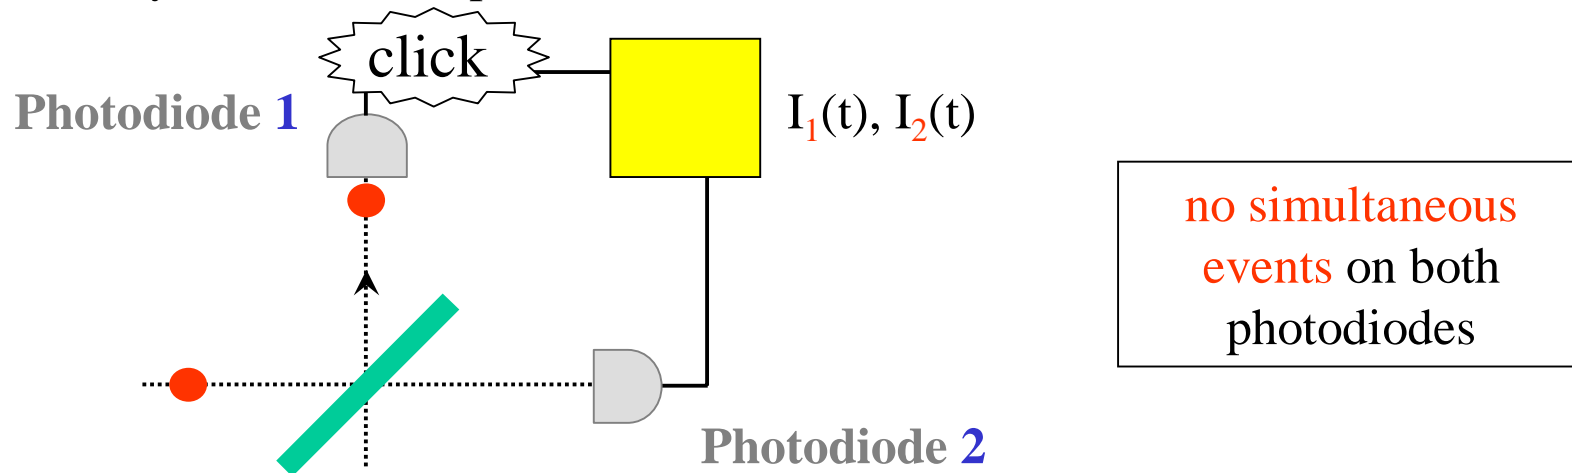 click
Photodiode 1
I₁(t), I₂(t)
no simultaneous
events on both
photodiodes
Photodiode 2